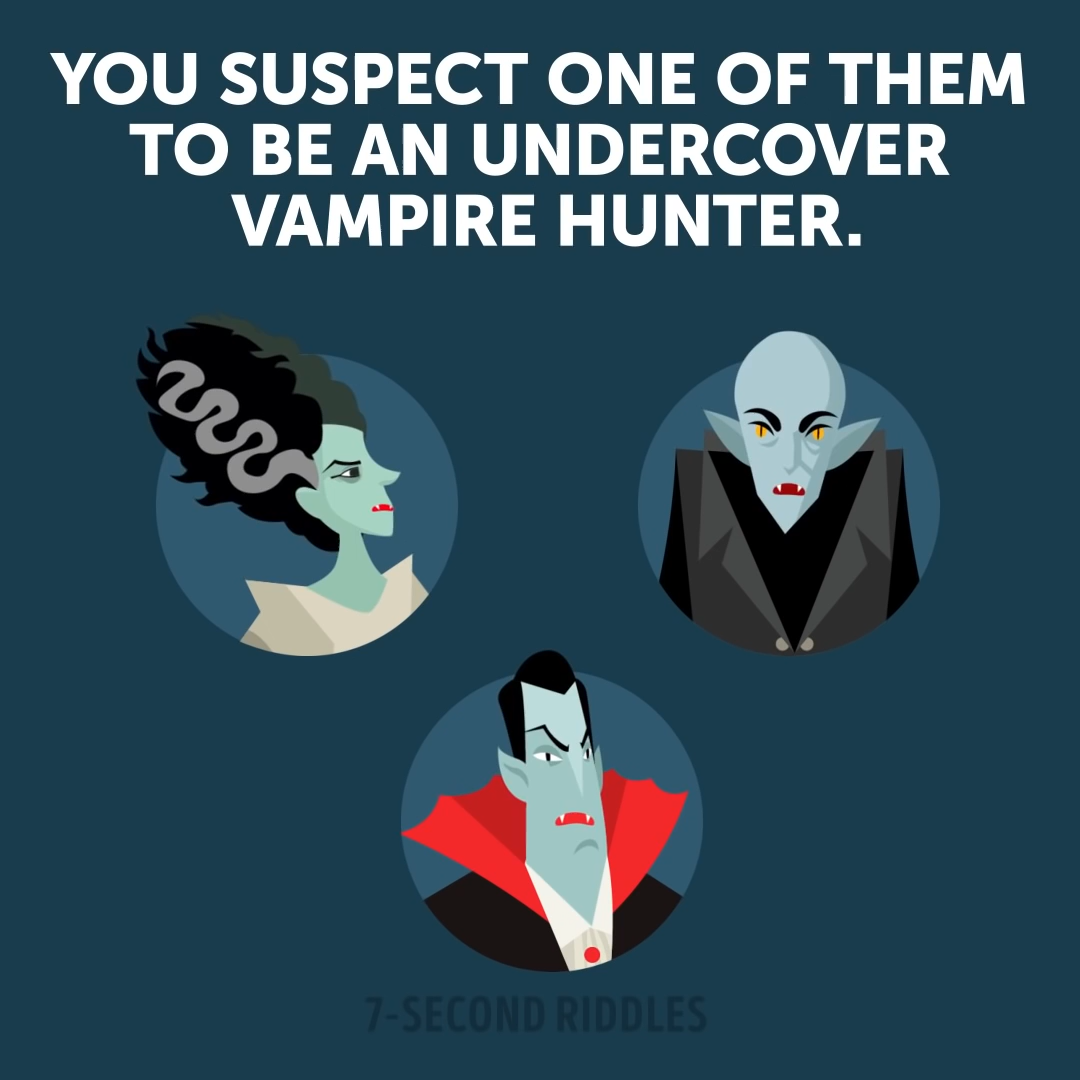 YOU SUSPECT ONE OF THEM
TO BE AN UNDERCOVER
VAMPIRE HUNTER.
7-SECOND RIDDLES